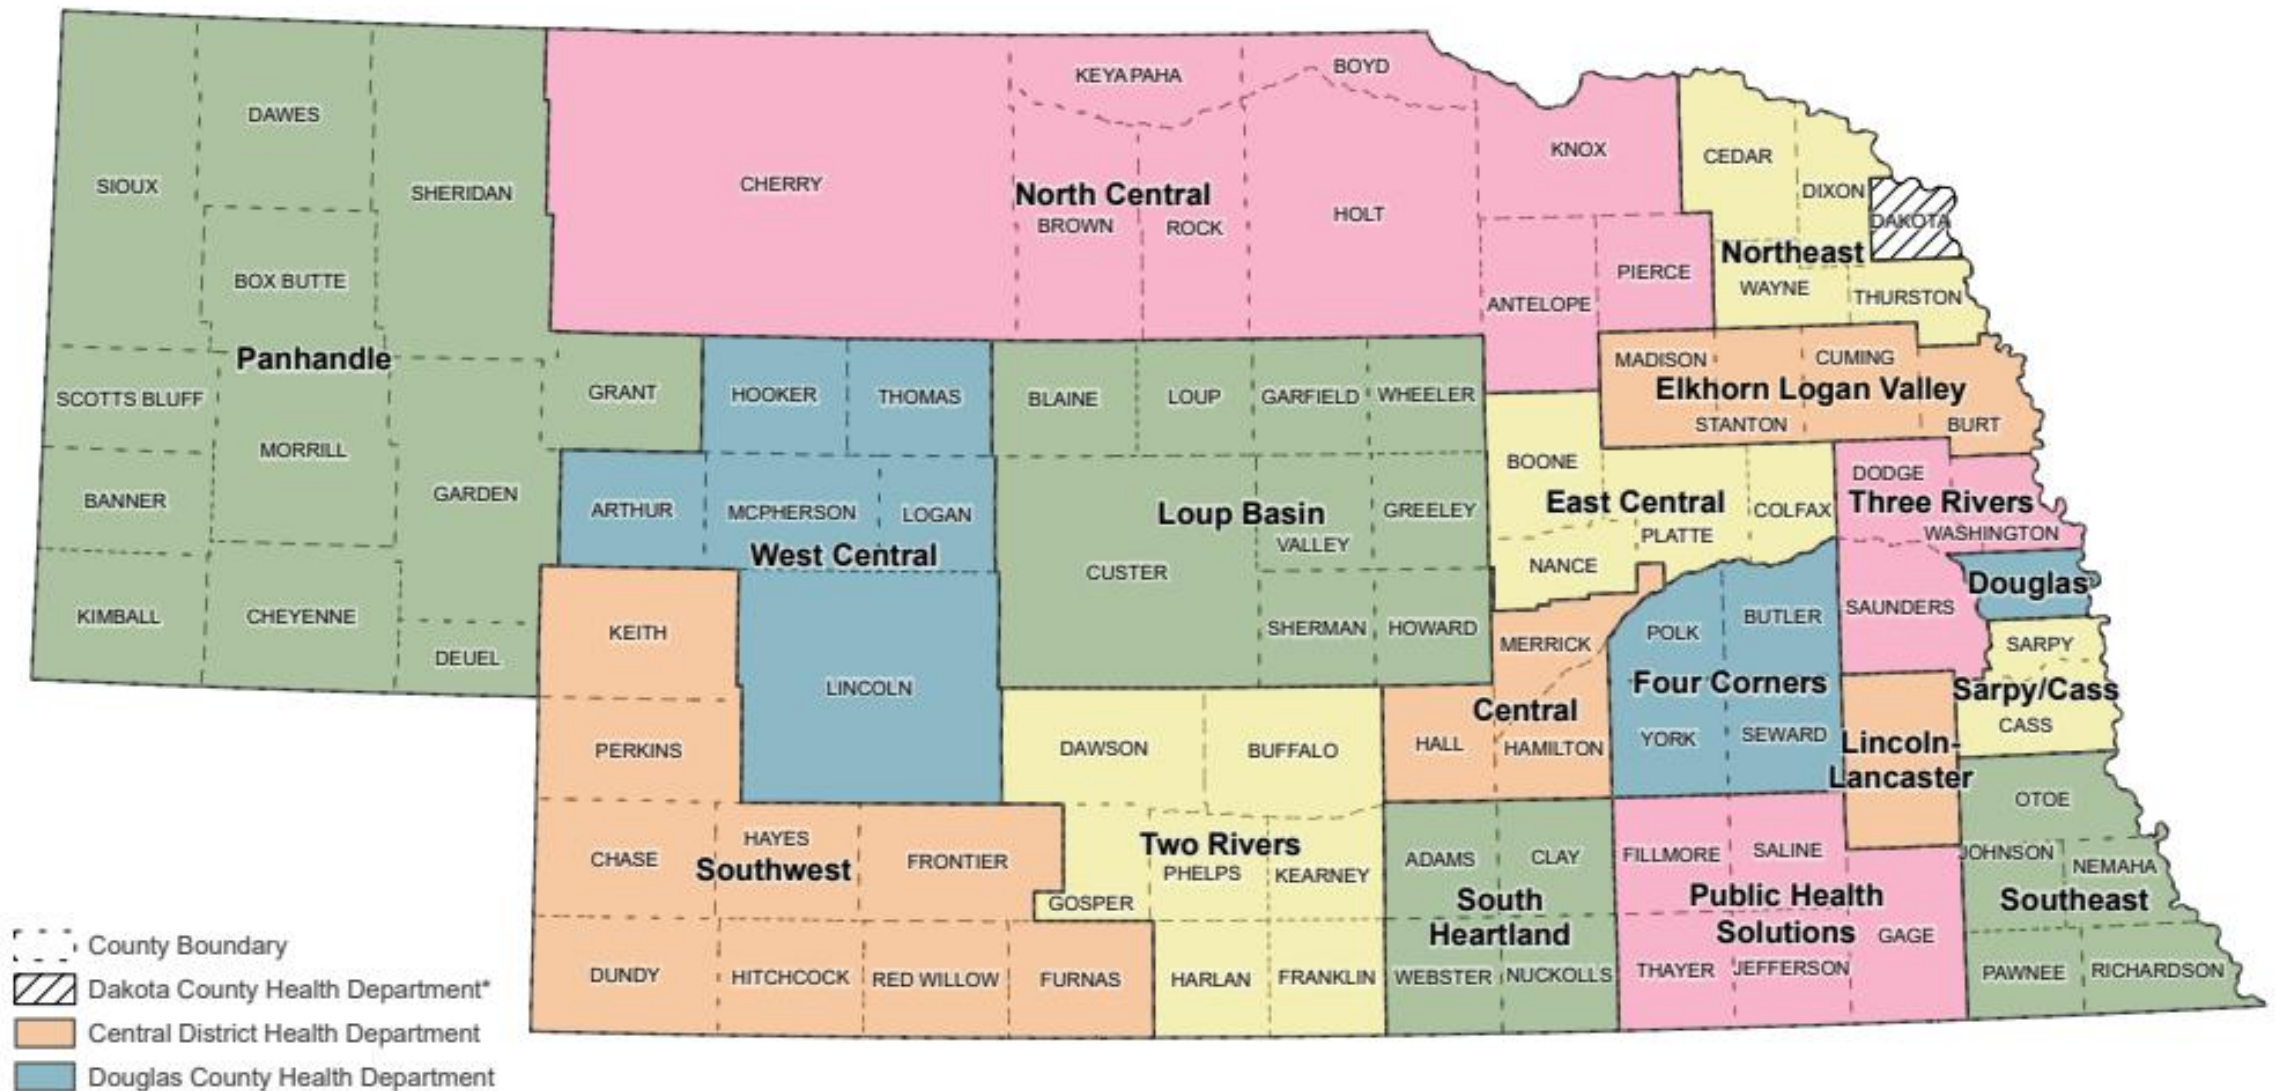 KEYA PAHA
BOYD
DAWES
KNOX
CEDAR
SIOUX
SHERIDAN
CHERRY
North Central
DIXON
BROWN
ROCK
HOLT
DAKOTA
Northeast
BOX BUTTE
PIERCE
WAYNE
THURSTON
ANTELOPE
Panhandle
MADISON
CUMING
SCOTTS BLUFF
GRANT
HOOKER
THOMAS
BLAINE
LOUP
GARFIELD
WHEELER
Elkhorn Logan Valley
STANTON
BURT
MORRILL
BOONE
DODGE
BANNER
GARDEN
ARTHUR
MCPHERSON
LOGAN
Loup Basin
GREELEY
East Central
COLFAX
Three Rivers
VALLEY
PLATTE
WASHINGTON
West Central
CUSTER
NANCE
Douglas
KIMBALL
CHEYENNE
KEITH
SHERMAN
HOWARD
MERRICK
POLK
BUTLER
SAUNDERS
SARPY
DEUEL
LINCOLN
Four Corners
Sarpy/Cass
Central
PERKINS
DAWSON
BUFFALO
HALL
HAMILTON
YORK
SEWARD
CASS
Lincoln-
Lancaster
OTOE
CHASE
HAYES
FRONTIER
Southwest
Two Rivers
PHELPS
KEARNEY
ADAMS
CLAY
FILLMORE
SALINE
JOHNSON
NEMAHA
GOSPER
South
Heartland
Public Health
Solutions
GAGE
Southeast
DUNDY
HITCHCOCK
RED WILLOW
FURNAS
HARLAN
FRANKLIN
WEBSTER
NUCKOLLS
THAYER
JEFFERSON
PAWNEE
RICHARDSON
County Boundary
Dakota County Health Department*
Central District Health Department
Douglas County Health Department